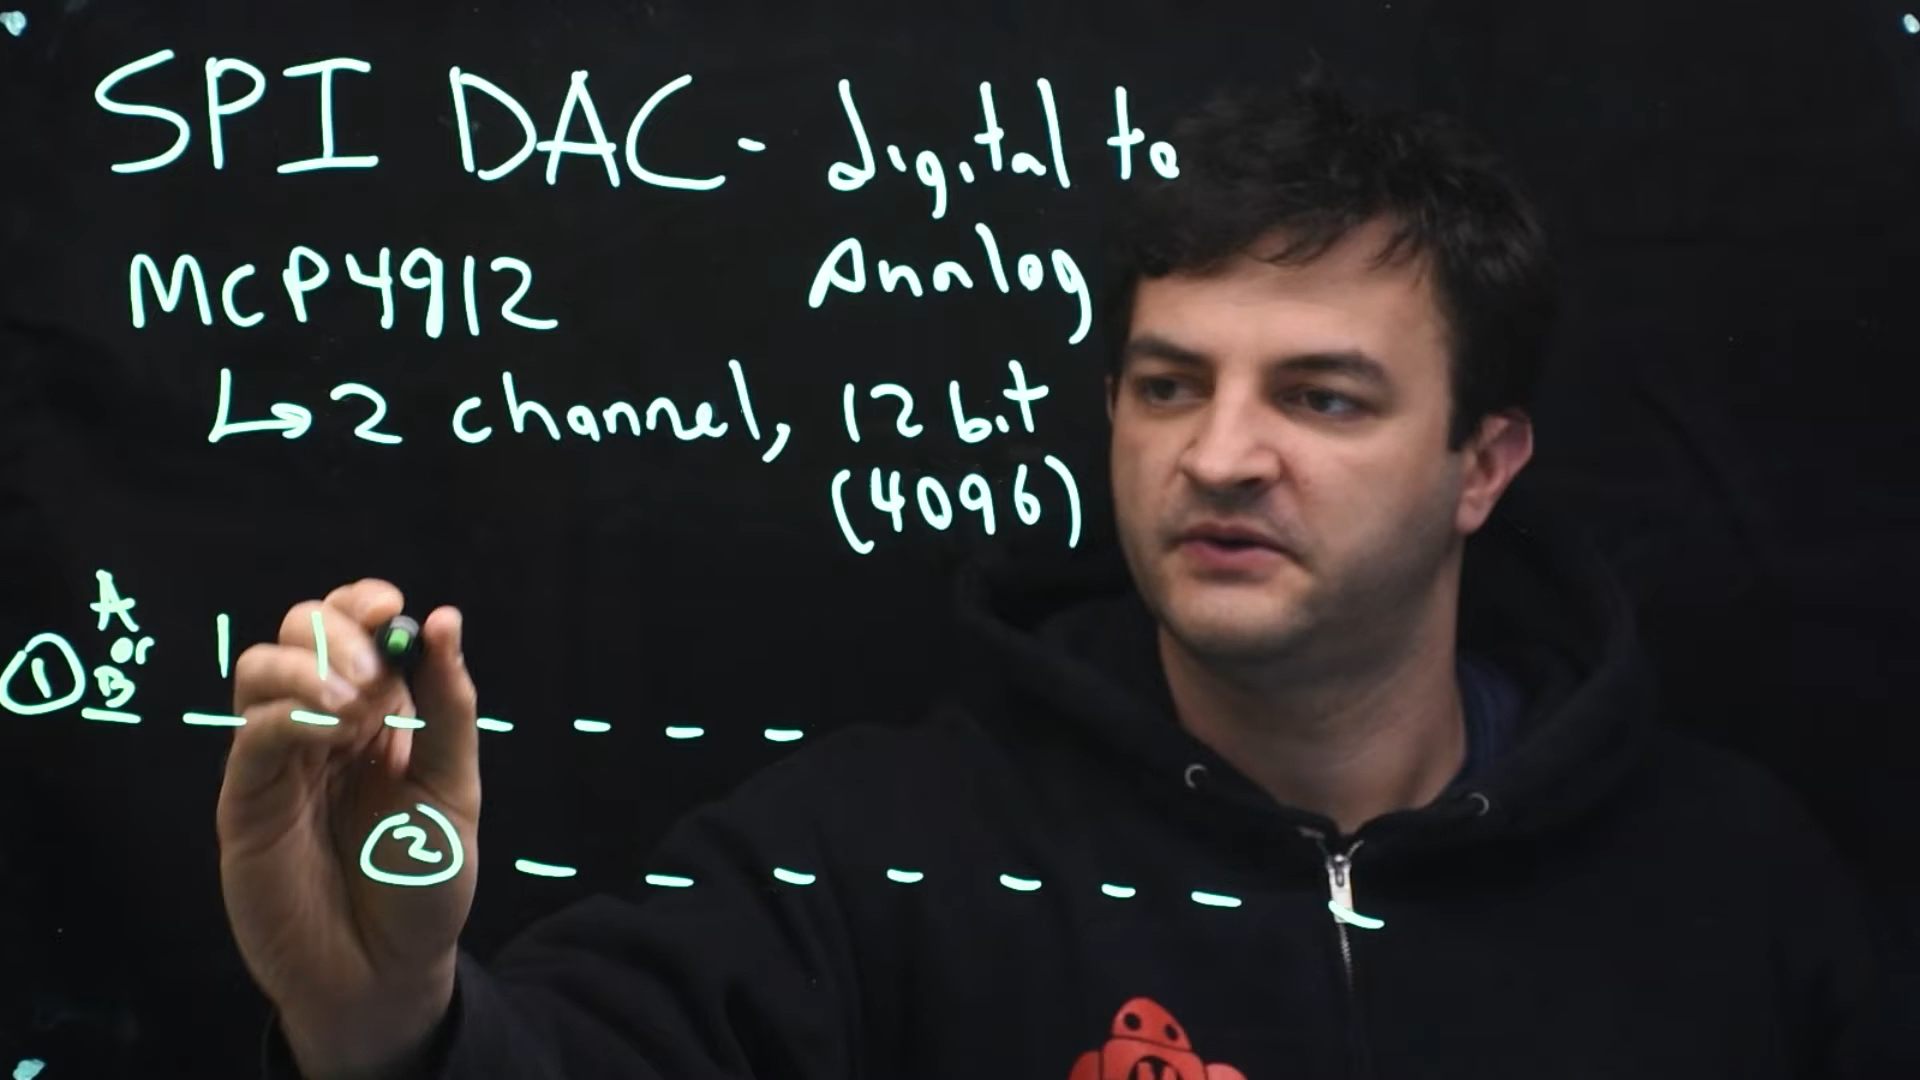 SPI DAC - digital to
Analog
MCP4912
↳ 2 channel, 12 bit
(4096)
① A or B 1 1
②